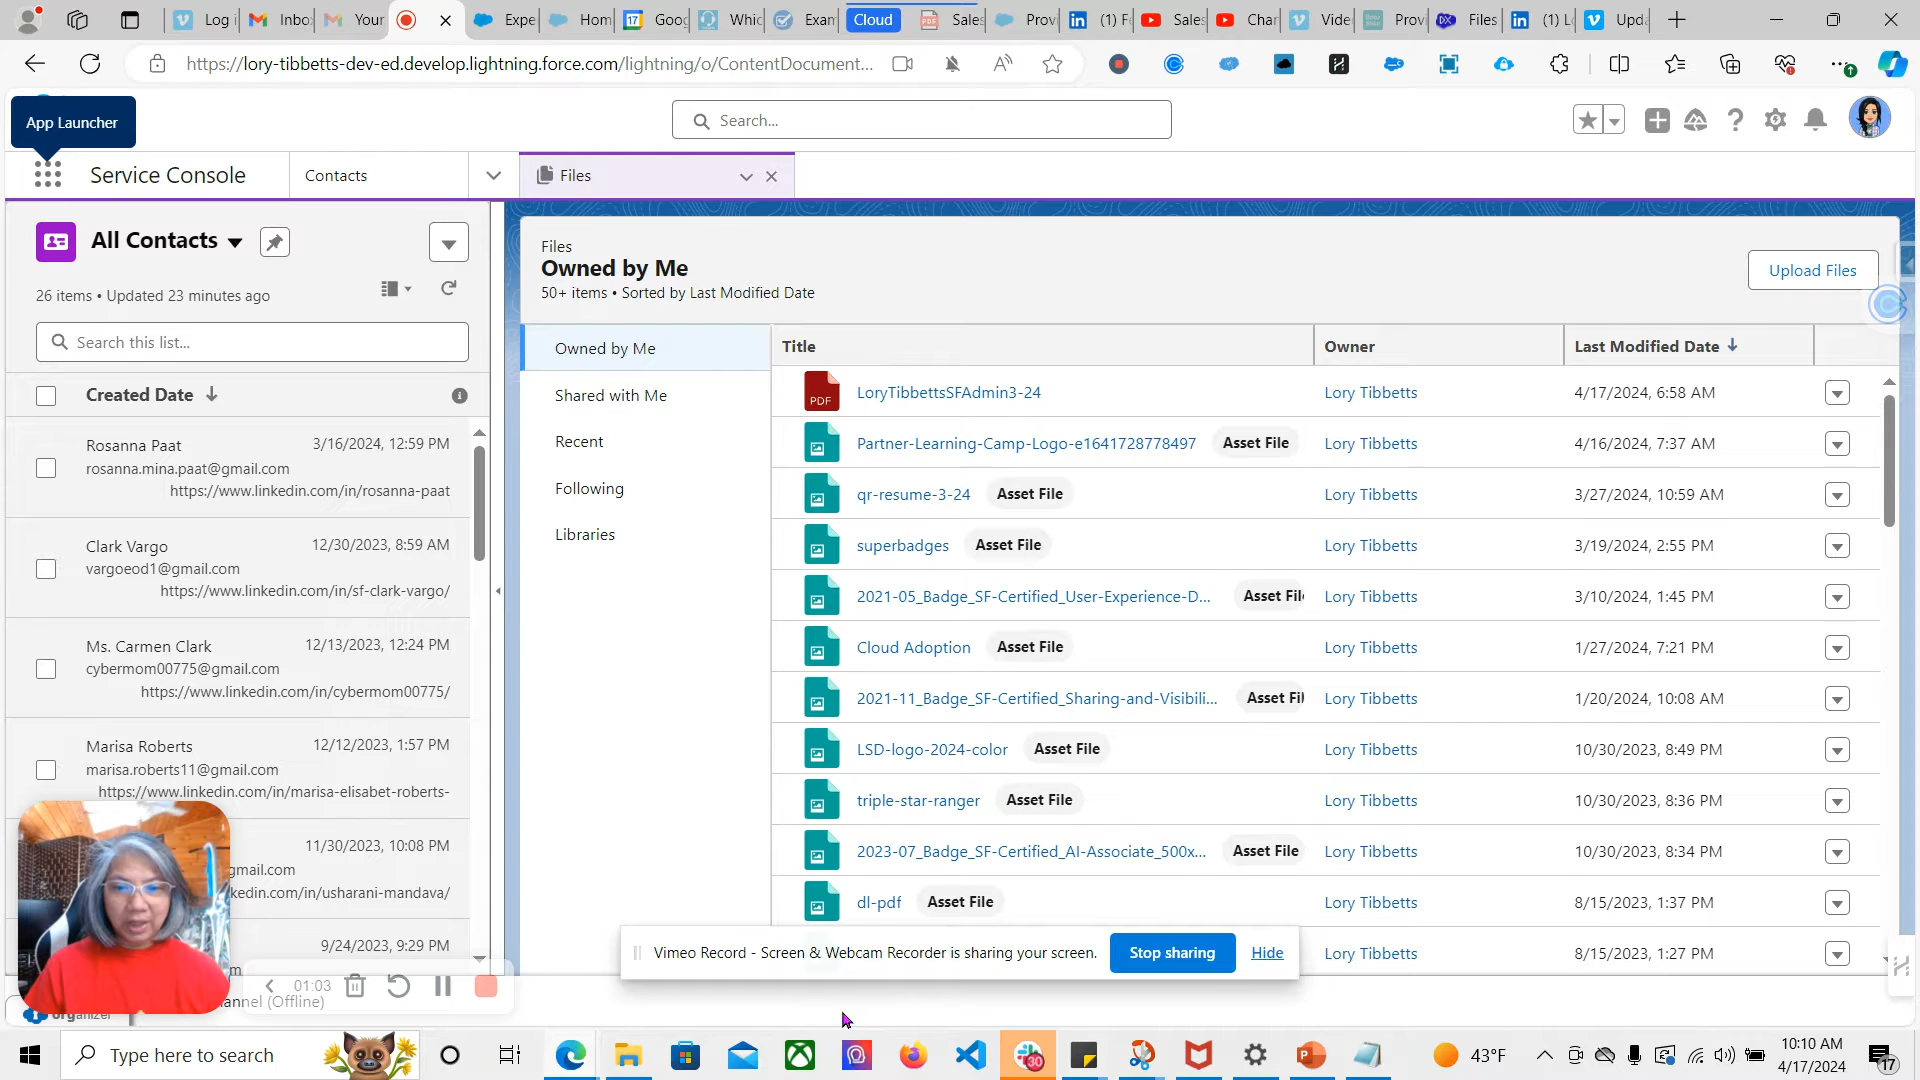 Log i
Inbo
Your
Expe
Hom
Goog
Whic
Exam
Cloud
Sales
Provi
(1) Fe
Sales
Char
Vide
Provi
Files
(1) L
Upda
https://lory-tibbetts-dev-ed.develop.lightning.force.com/lightning/o/ContentDocument...
App Launcher
Search...
Service Console
Contacts
Files
All Contacts
26 items • Updated 23 minutes ago
Search this list...
Created Date
Rosanna Paat 3/16/2024, 12:59 PM
rosanna.mina.paat@gmail.com
https://www.linkedin.com/in/rosanna-paat
Clark Vargo 12/30/2023, 8:59 AM
vargoeod1@gmail.com
https://www.linkedin.com/in/sf-clark-vargo/
Ms. Carmen Clark 12/13/2023, 12:24 PM
cybermom00775@gmail.com
https://www.linkedin.com/in/cybermom00775/
Marisa Roberts 12/12/2023, 1:57 PM
marisa.roberts11@gmail.com
https://www.linkedin.com/in/marisa-elisabet-roberts-
11/30/2023, 10:08 PM
gmail.com
kedin.com/in/usharani-mandava/
9/24/2023, 9:29 PM
01:03
annel (Offline)
organizer
Files
Owned by Me
50+ items • Sorted by Last Modified Date
Upload Files
Owned by Me
Shared with Me
Recent
Following
Libraries
Title Owner Last Modified Date
PDF LoryTibbettsSFAdmin3-24 Lory Tibbetts 4/17/2024, 6:58 AM
Partner-Learning-Camp-Logo-e1641728778497 Asset File Lory Tibbetts 4/16/2024, 7:37 AM
qr-resume-3-24 Asset File Lory Tibbetts 3/27/2024, 10:59 AM
superbadges Asset File Lory Tibbetts 3/19/2024, 2:55 PM
2021-05_Badge_SF-Certified_User-Experience-D... Asset File Lory Tibbetts 3/10/2024, 1:45 PM
Cloud Adoption Asset File Lory Tibbetts 1/27/2024, 7:21 PM
2021-11_Badge_SF-Certified_Sharing-and-Visibili... Asset Fil Lory Tibbetts 1/20/2024, 10:08 AM
LSD-logo-2024-color Asset File Lory Tibbetts 10/30/2023, 8:49 PM
triple-star-ranger Asset File Lory Tibbetts 10/30/2023, 8:36 PM
2023-07_Badge_SF-Certified_AI-Associate_500x... Asset File Lory Tibbetts 10/30/2023, 8:34 PM
dl-pdf Asset File Lory Tibbetts 8/15/2023, 1:37 PM
Lory Tibbetts 8/15/2023, 1:27 PM
Vimeo Record - Screen & Webcam Recorder is sharing your screen. Stop sharing Hide
Type here to search
30
43°F
10:10 AM
4/17/2024
17